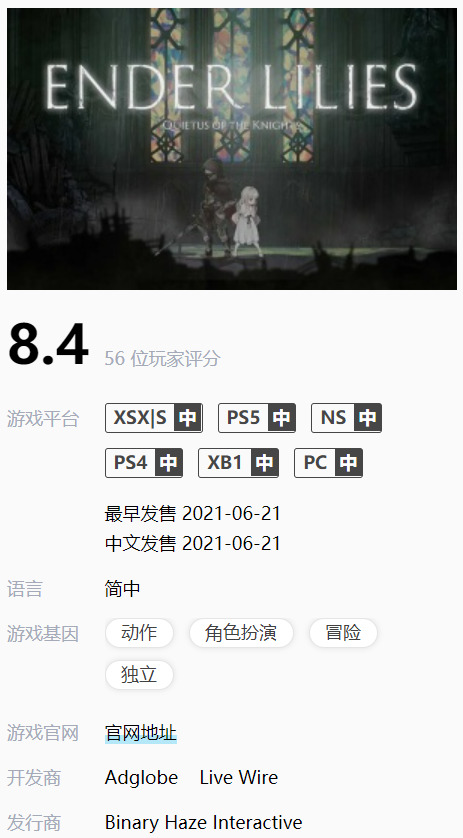 ENDER LILIES
QUIETUS OF THE KNIGHTS
8.4 56 位玩家评分
游戏平台 XSX|S 中 PS5 中 NS 中
PS4 中 XB1 中 PC 中
最早发售 2021-06-21
中文发售 2021-06-21
语言 简中
游戏基因 动作 角色扮演 冒险
独立
游戏官网 官网地址
开发商 Adglobe Live Wire
发行商 Binary Haze Interactive